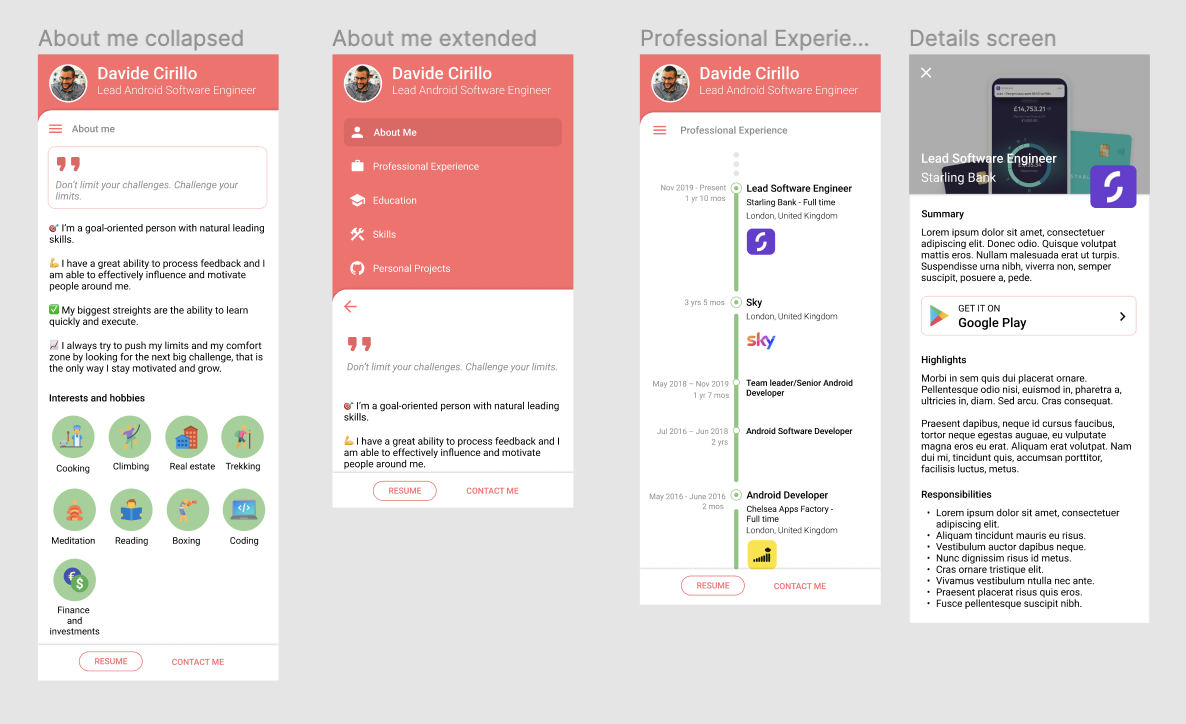 About me collapsed
Davide Cirillo
Lead Android Software Engineer
About me
Don't limit your challenges. Challenge your
limits.
🎯 I'm a goal-oriented person with natural leading
skills.
💪 I have a great ability to process feedback and I
am able to effectively influence and motivate
people around me.
✅ My biggest streights are the ability to learn
quickly and execute.
📈 I always try to push my limits and my comfort
zone by looking for the next big challenge, that is
the only way I stay motivated and grow.
Interests and hobbies
Cooking
Climbing
Real estate
Trekking
Meditation
Reading
Boxing
Coding
Finance
and
investments
RESUME
CONTACT ME
About me extended
Davide Cirillo
Lead Android Software Engineer
About Me
Professional Experience
Education
Skills
Personal Projects
Don't limit your challenges. Challenge your limits.
🎯 I'm a goal-oriented person with natural leading
skills.
💪 I have a great ability to process feedback and I
am able to effectively influence and motivate
people around me.
RESUME
CONTACT ME
Professional Experie...
Davide Cirillo
Lead Android Software Engineer
Professional Experience
Nov 2019 - Present
1 yr 10 mos
Lead Software Engineer
Starling Bank - Full time
London, United Kingdom
3 yrs 5 mos
Sky
London, United Kingdom
sky
May 2018 – Nov 2019
1 yr 7 mos
Team leader/Senior Android
Developer
Jul 2016 – Jun 2018
2 yrs
Android Software Developer
May 2016 - June 2016
2 mos
Android Developer
Chelsea Apps Factory -
Full time
London, United Kingdom
RESUME
CONTACT ME
Details screen
£14,753.21
Lead Software Engineer
Starling Bank
Summary
Lorem ipsum dolor sit amet, consectetuer
adipiscing elit. Donec odio. Quisque volutpat
mattis eros. Nullam malesuada erat ut turpis.
Suspendisse urna nibh, viverra non, semper
suscipit, posuere a, pede.
GET IT ON
Google Play
Highlights
Morbi in sem quis dui placerat ornare.
Pellentesque odio nisi, euismod in, pharetra a,
ultricies in, diam. Sed arcu. Cras consequat.
Praesent dapibus, neque id cursus faucibus,
tortor neque egestas augue, eu vulputate
magna eros eu erat. Aliquam erat volutpat. Nam
dui mi, tincidunt quis, accumsan porttitor,
facilisis luctus, metus.
Responsibilities
• Lorem ipsum dolor sit amet, consectetuer
adipiscing elit.
• Aliquam tincidunt mauris eu risus.
• Vestibulum auctor dapibus neque.
• Nunc dignissim risus id metus.
• Cras ornare tristique elit.
• Vivamus vestibulum ntulla nec ante.
• Praesent placerat risus quis eros.
• Fusce pellentesque suscipit nibh.